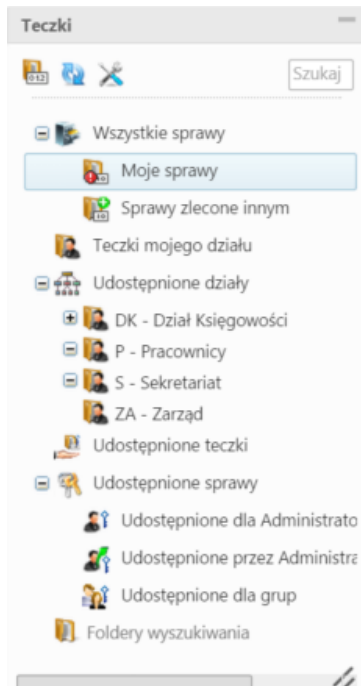 Teczki
Szukaj
Wszystkie sprawy
Moje sprawy
Sprawy zlecone innym
Teczki mojego działu
Udostępnione działy
DK - Dział Księgowości
P - Pracownicy
S - Sekretariat
ZA - Zarząd
Udostępnione teczki
Udostępnione sprawy
Udostępnione dla Administrato
Udostępnione przez Administra
Udostępnione dla grup
Foldery wyszukiwania